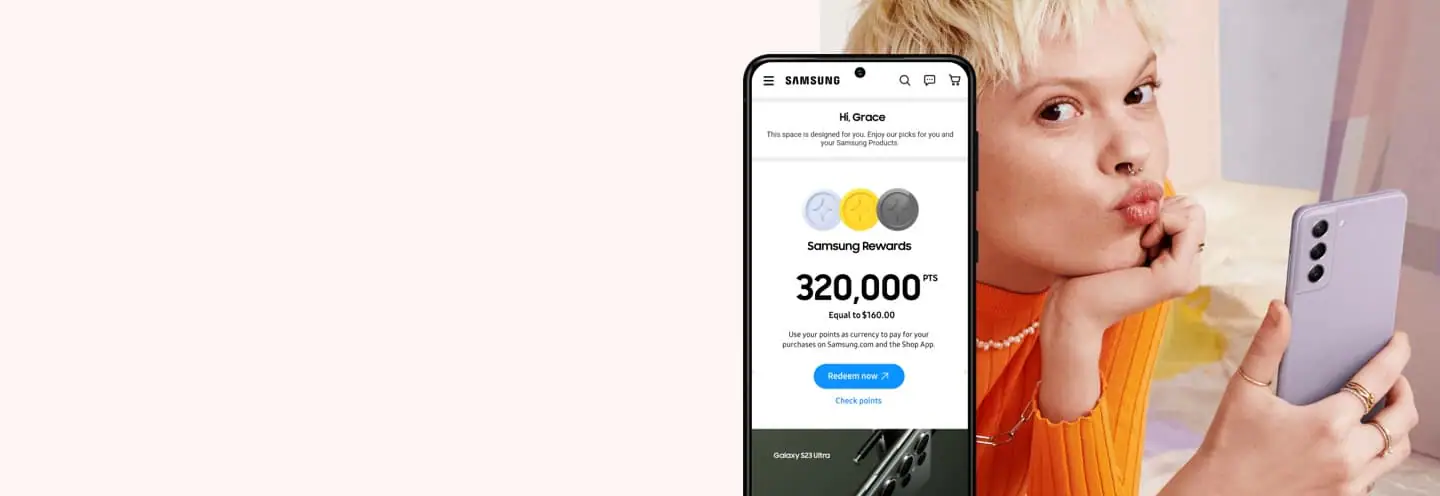 SAMSUNG
Hi, Grace
This space is designed for you. Enjoy our picks for you and
your Samsung Products
Samsung Rewards
320,000 PTS
Equal to $160.00
Use your points as currency to pay for your
purchases on Samsung.com and the Shop App.
Redeem now
Check points
Galaxy S23 Ultra